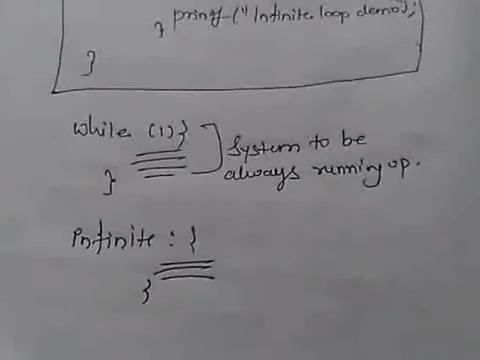 } printf ("Infinite loop demo);
}
while (1) }
} System to be
always running op.
}
Infinite : {
}